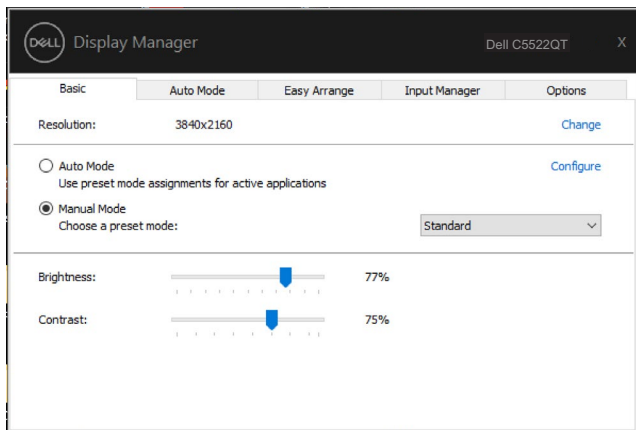 DELL Display Manager Dell C5522QT X
Basic Auto Mode Easy Arrange Input Manager Options
Resolution: 3840x2160 Change
Auto Mode Configure
Use preset mode assignments for active applications
Manual Mode
Choose a preset mode: Standard
Brightness: 77%
Contrast: 75%